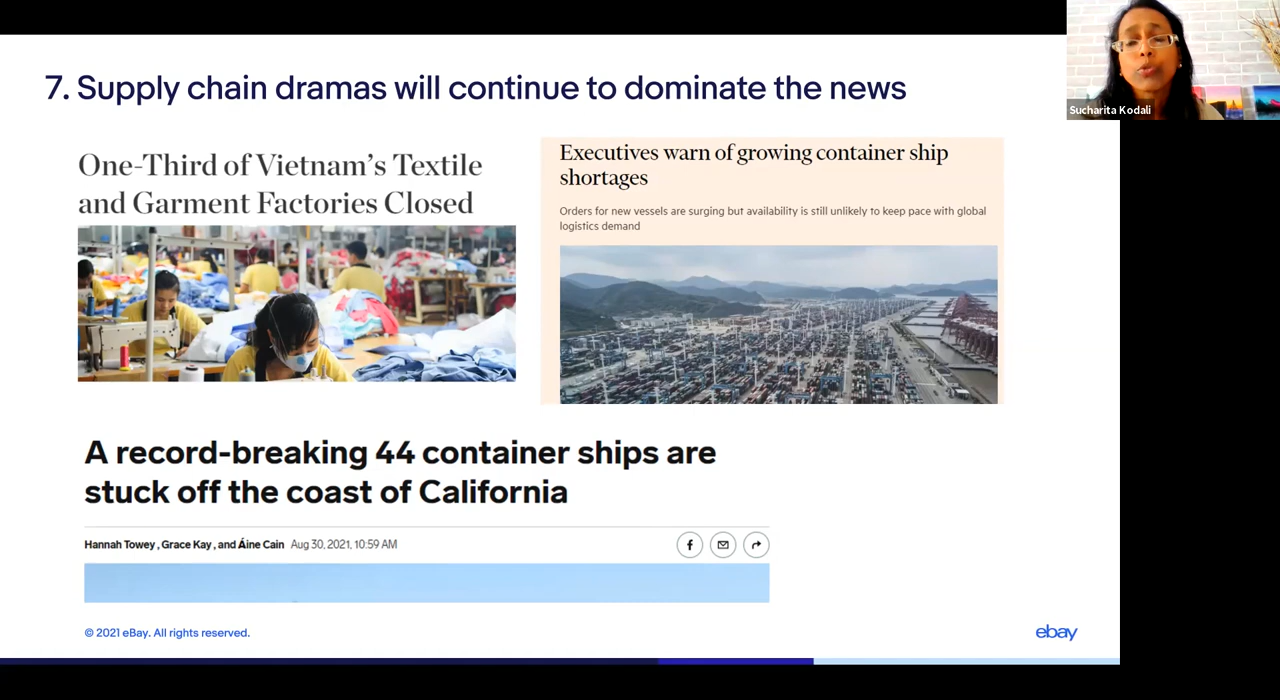 7. Supply chain dramas will continue to dominate the news
Sucharita Kodali
One-Third of Vietnam’s Textile
and Garment Factories Closed
Executives warn of growing container ship
shortages
Orders for new vessels are surging but availability is still unlikely to keep pace with global
logistics demand
A record-breaking 44 container ships are
stuck off the coast of California
Hannah Towey , Grace Kay , and Áine Cain Aug 30, 2021, 10:59 AM
© 2021 eBay. All rights reserved.
ebay